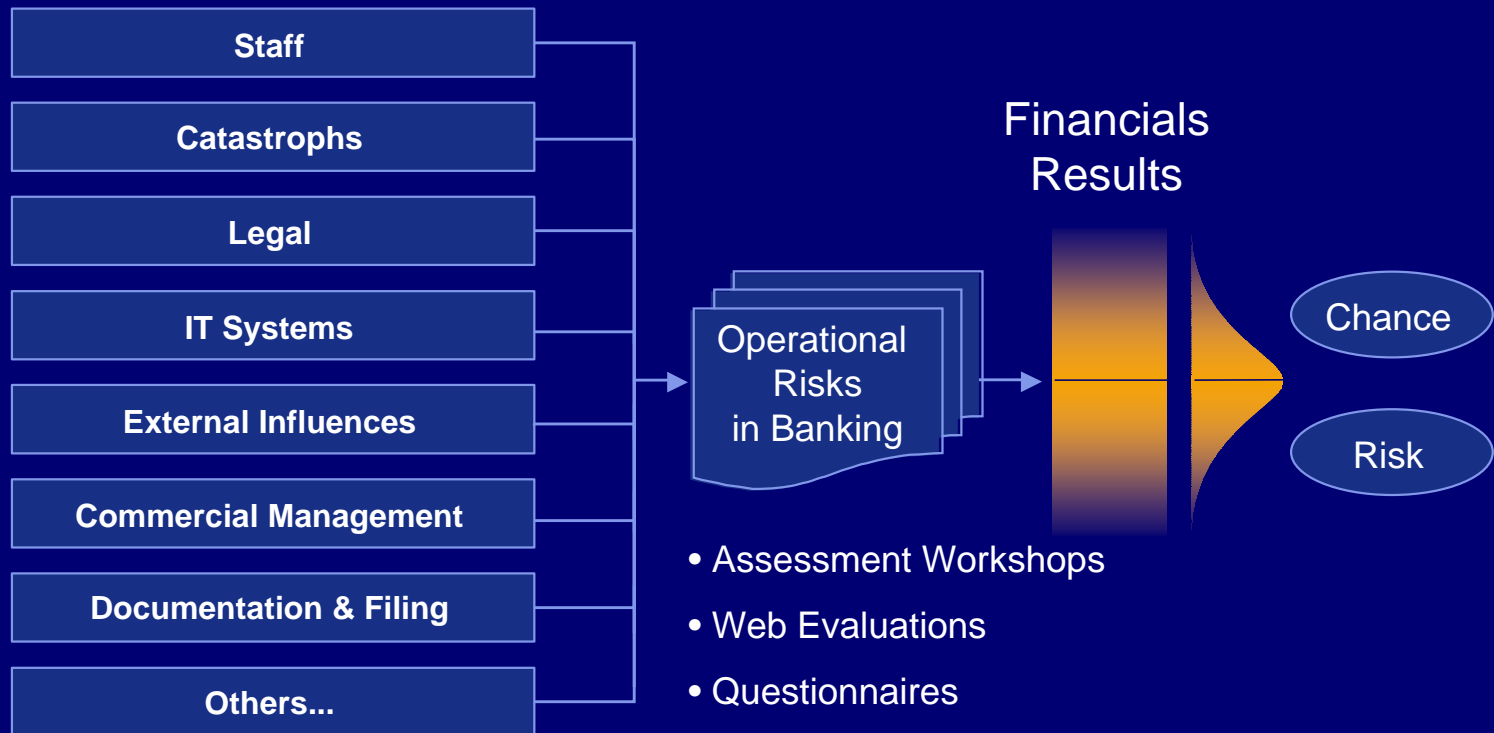 Staff
Catastrophs
Legal
IT Systems
External Influences
Commercial Management
Documentation & Filing
Others...
Operational
Risks
in Banking
• Assessment Workshops
• Web Evaluations
• Questionnaires
Financials
Results
Chance
Risk